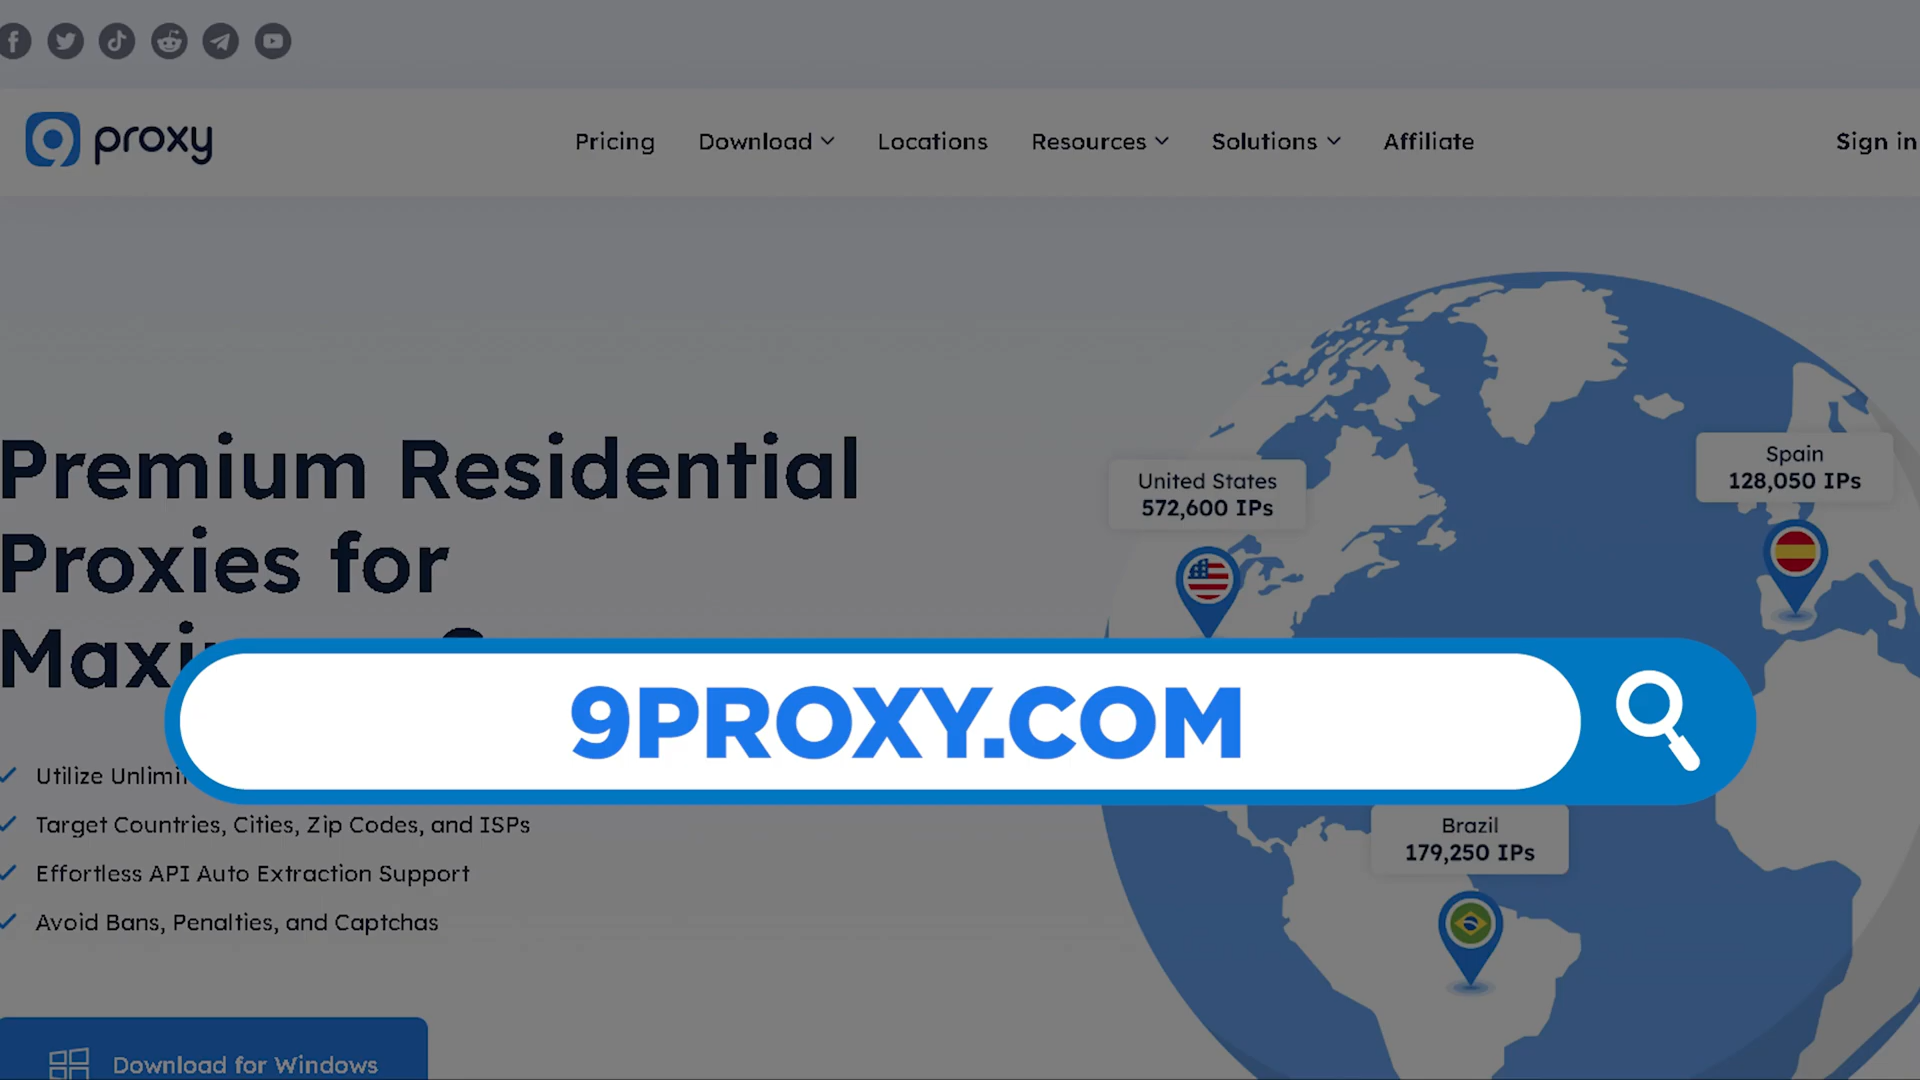 9 proxy
Pricing
Download
Locations
Resources
Solutions
Affiliate
Sign in
Premium Residential
Proxies for
United States
572,600 IPs
Spain
128,050 IPs
9PROXY.COM
Utilize
Target Countries, Cities, Zip Codes, and ISPs
Effortless API Auto Extraction Support
Avoid Bans, Penalties, and Captchas
Brazil
179,250 IPs
Download for Windows